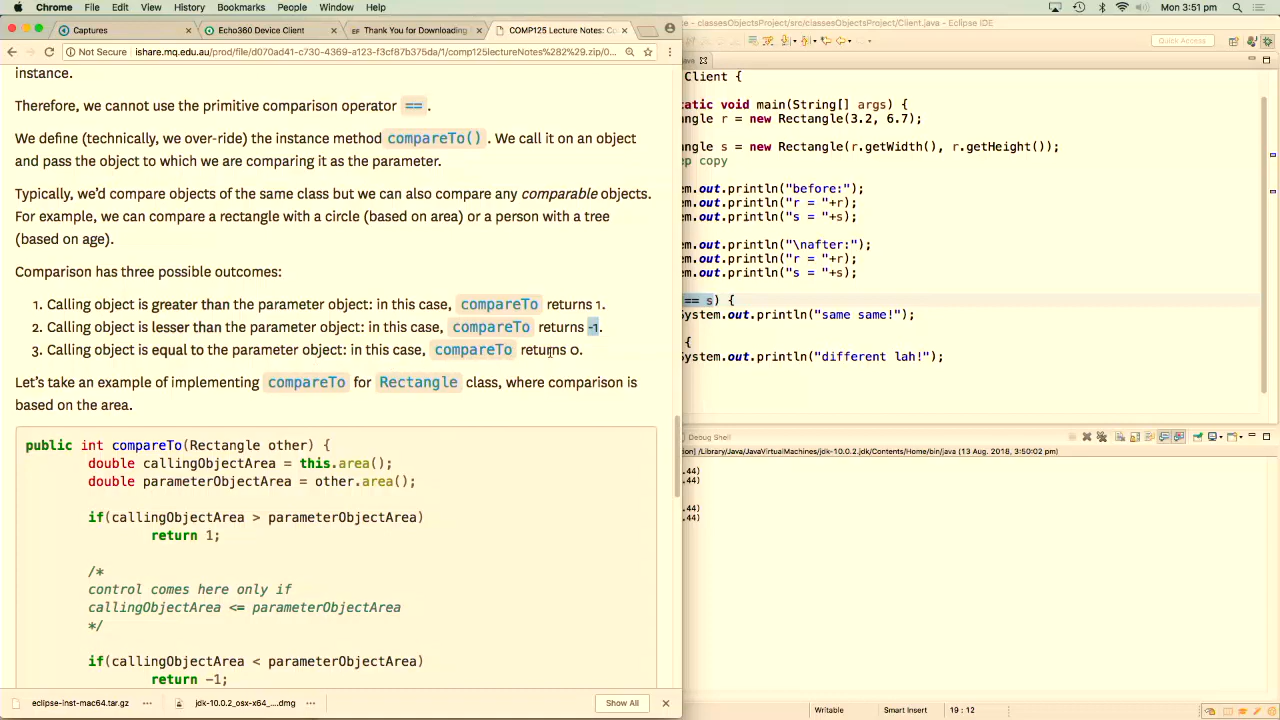 Chrome File Edit View History Bookmarks People Window Help Mon 3:51 pm
Captures
Echo360 Device Client
Thank You for Downloading
COMP125 Lecture Notes: Co
- classesObjectsProject/src/classesObjectsProject/Client.java - Eclipse IDE
Not Secure ishare.mq.edu.au/prod/file/d070ad41-c730-4369-a123-f3cf87b375da/1/comp125lectureNotes%282%29.zip/0...
Quick Access
instance.
Therefore, we cannot use the primitive comparison operator == .
We define (technically, we over-ride) the instance method compareTo() . We call it on an object
and pass the object to which we are comparing it as the parameter.
Typically, we'd compare objects of the same class but we can also compare any comparable objects.
For example, we can compare a rectangle with a circle (based on area) or a person with a tree
(based on age).
Comparison has three possible outcomes:
1. Calling object is greater than the parameter object: in this case, compareTo returns 1.
2. Calling object is lesser than the parameter object: in this case, compareTo returns -1.
3. Calling object is equal to the parameter object: in this case, compareTo returns 0.
Let's take an example of implementing compareTo for Rectangle class, where comparison is
based on the area.
public int compareTo(Rectangle other) {
double callingObjectArea = this.area();
double parameterObjectArea = other.area();
if(callingObjectArea > parameterObjectArea)
return 1;
/*
control comes here only if
callingObjectArea <= parameterObjectArea
*/
if(callingObjectArea < parameterObjectArea)
return -1;
eclipse-inst-mac64.tar.gz
jdk-10.0.2_osx-x64_....dmg
Show All
Client {
tatic void main(String[] args) {
angle r = new Rectangle(3.2, 6.7);
angle s = new Rectangle(r.getWidth(), r.getHeight());
ep copy
em.out.println("before:");
em.out.println("r = "+r);
em.out.println("s = "+s);
em.out.println("\nafter:");
em.out.println("r = "+r);
em.out.println("s = "+s);
== s) {
System.out.println("same same!");
{
System.out.println("different lah!");
Debug Shell
] /Library/Java/JavaVirtualMachines/jdk-10.0.2.jdk/Contents/Home/bin/java (13 Aug. 2018, 3:50:02 pm)
.44)
.44)
.44)
.44)
Writable Smart Insert 19 : 12